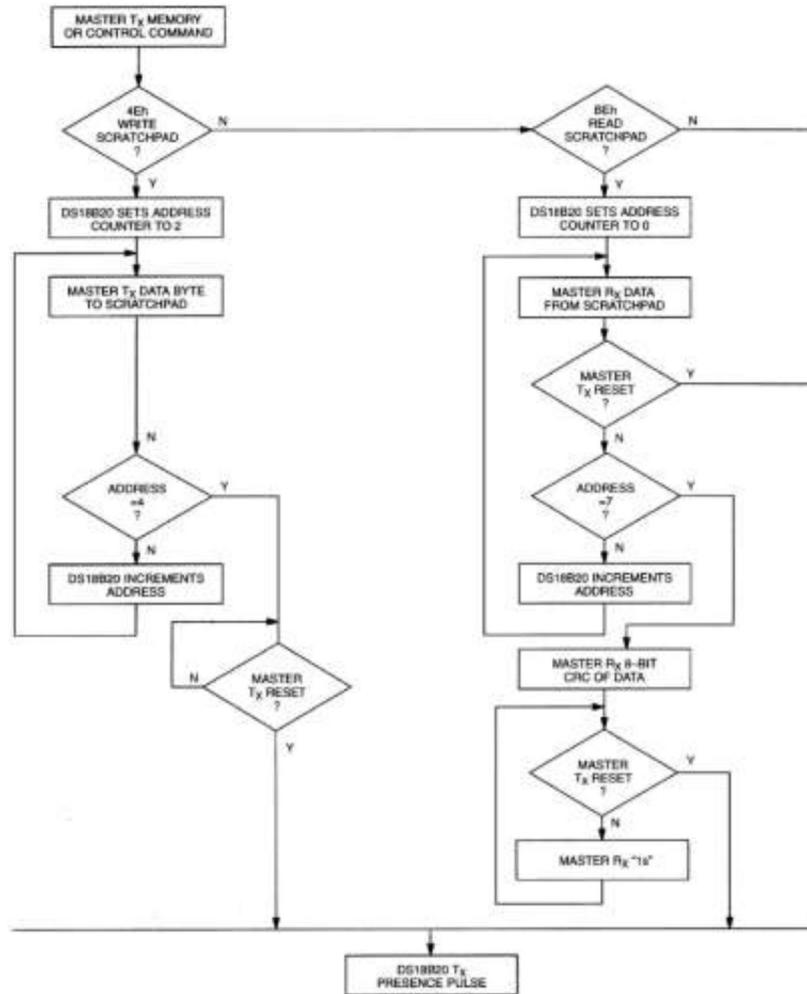 MASTER TX MEMORY
OR CONTROL COMMAND
4Eh
WRITE
SCRATCHPAD
?
N
Y
DS18B20 SETS ADDRESS
COUNTER TO 2
MASTER TX DATA BYTE
TO SCRATCHPAD
N
ADDRESS
=4
?
Y
N
DS18B20 INCREMENTS
ADDRESS
N
MASTER
TX RESET
?
Y
BEh
READ
SCRATCHPAD
?
N
Y
DS18B20 SETS ADDRESS
COUNTER TO 0
MASTER RX DATA
FROM SCRATCHPAD
MASTER
TX RESET
?
Y
N
ADDRESS
=7
?
Y
N
DS18B20 INCREMENTS
ADDRESS
MASTER RX 8-BIT
CRC OF DATA
MASTER
TX RESET
?
Y
N
MASTER RX "1s"
DS18B20 TX
PRESENCE PULSE